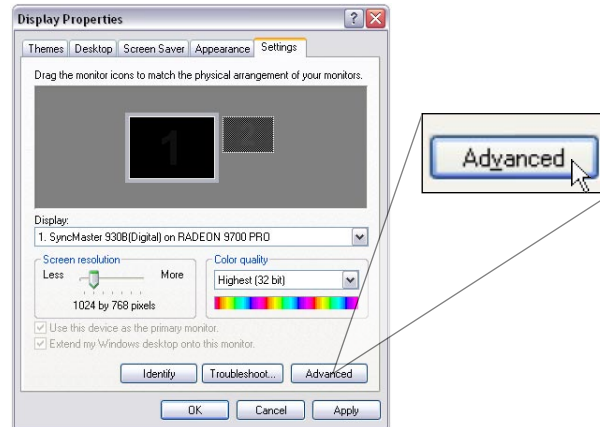 Display Properties
Themes Desktop Screen Saver Appearance Settings
Drag the monitor icons to match the physical arrangement of your monitors.
1 2
Display:
1. SyncMaster 930B(Digital) on RADEON 9700 PRO
Screen resolution
Less More
1024 by 768 pixels
Color quality
Highest (32 bit)
Use this device as the primary monitor.
Extend my Windows desktop onto this monitor.
Identify Troubleshoot... Advanced
OK Cancel Apply
Advanced